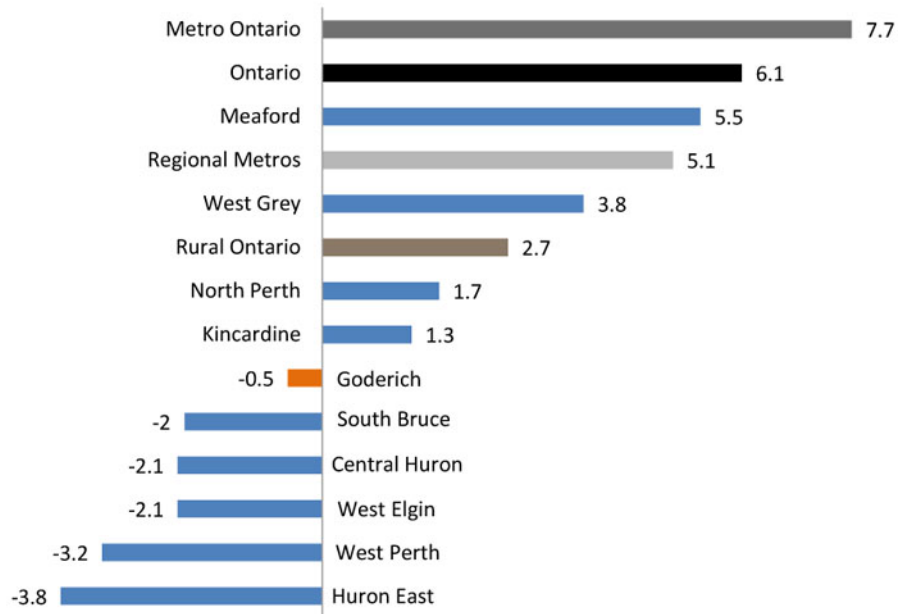 Metro Ontario 7.7
Ontario 6.1
Meaford 5.5
Regional Metros 5.1
West Grey 3.8
Rural Ontario 2.7
North Perth 1.7
Kincardine 1.3
-0.5 Goderich
-2 South Bruce
-2.1 Central Huron
-2.1 West Elgin
-3.2 West Perth
-3.8 Huron East